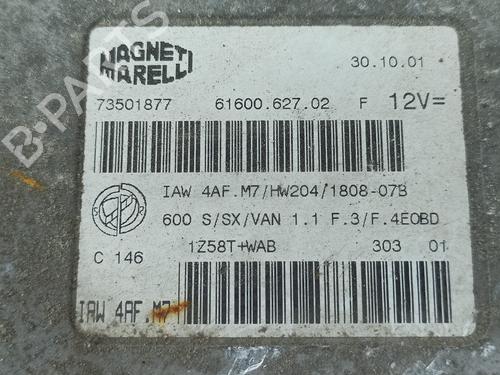 MAGNETI
MARELLI
30.10.01
73501877 61600.627.02 F 12V=
IAW 4AF.M7/HW204/1808-07B
600 S/SX/VAN 1.1 F.3/F.4EOBD
1Z58T+WAB 303 01
C 146
IAW 4AF.M7
B-PARTS